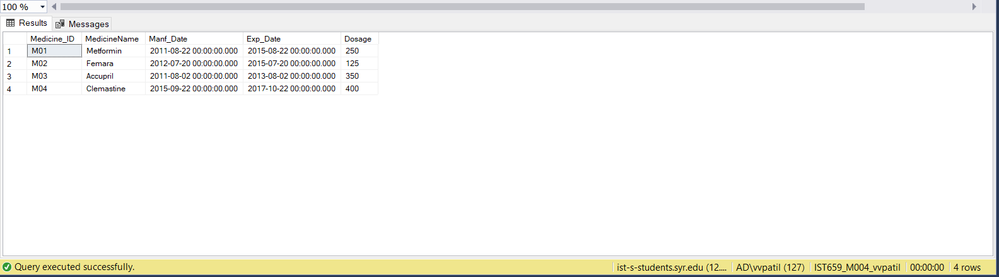 100 %
Results Messages
Medicine_ID MedicineName Manf_Date Exp_Date Dosage
1 M01 Metformin 2011-08-22 00:00:00.000 2015-08-22 00:00:00.000 250
2 M02 Femara 2012-07-20 00:00:00.000 2015-07-20 00:00:00.000 125
3 M03 Accupril 2011-08-02 00:00:00.000 2013-08-02 00:00:00.000 350
4 M04 Clemastine 2015-09-22 00:00:00.000 2017-10-22 00:00:00.000 400
Query executed successfully. ist-s-students.syr.edu (12.... AD\vvpatil (127) IST659_M004_vvpatil 00:00:00 4 rows